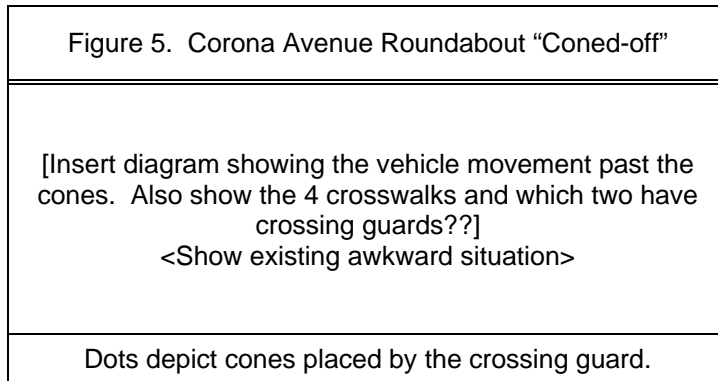 Figure 5.  Corona Avenue Roundabout “Coned-off”
[Insert diagram showing the vehicle movement past the
cones.  Also show the 4 crosswalks and which two have
crossing guards??]
<Show existing awkward situation>
Dots depict cones placed by the crossing guard.